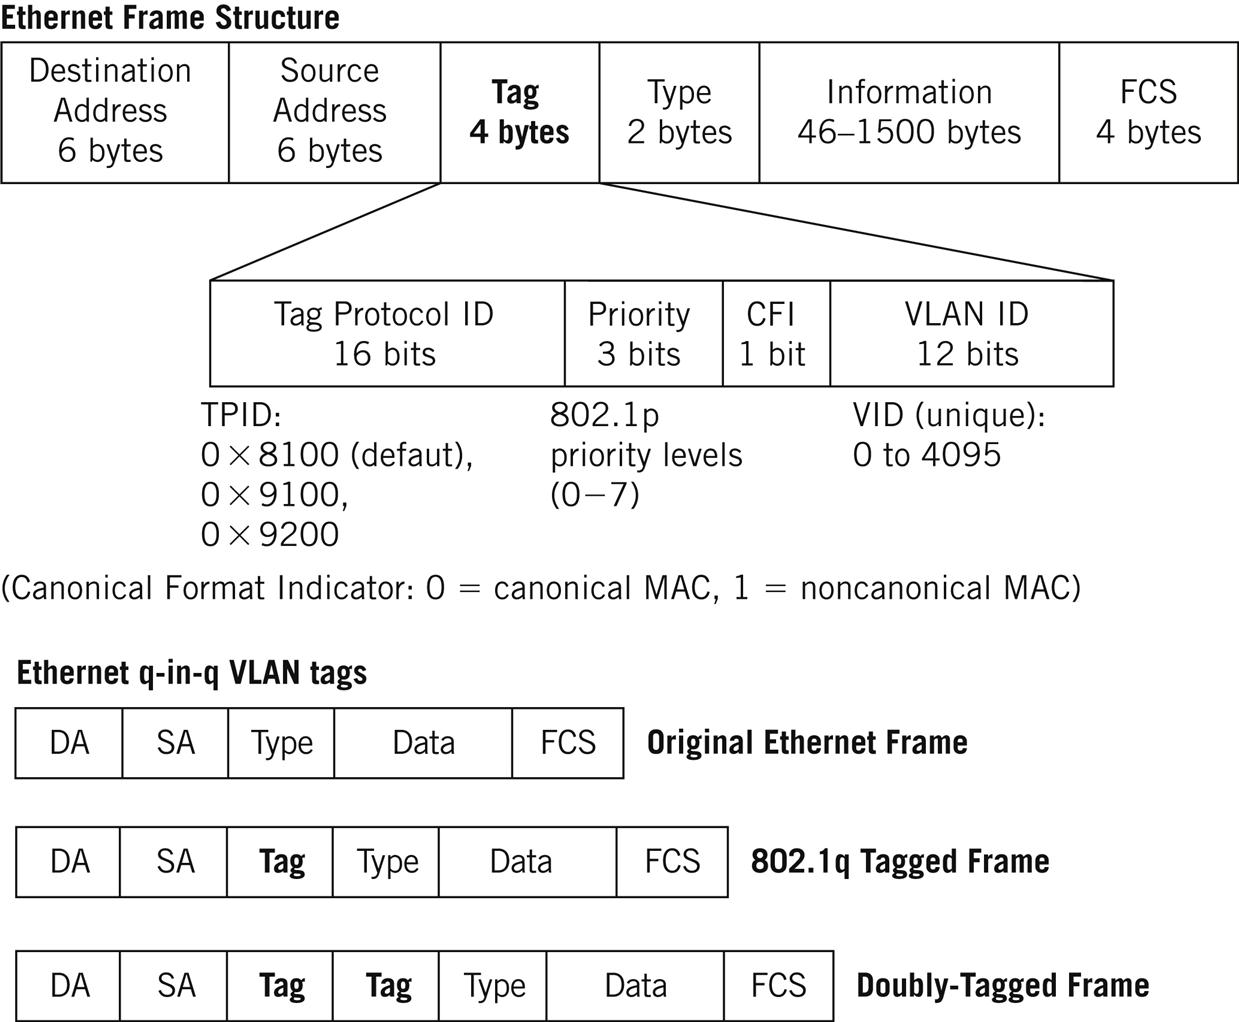 Ethernet Frame Structure
Destination Address 6 bytes
Source Address 6 bytes
Tag 4 bytes
Type 2 bytes
Information 46–1500 bytes
FCS 4 bytes
Tag Protocol ID 16 bits
Priority 3 bits
CFI 1 bit
VLAN ID 12 bits
TPID:
0 × 8100 (defaut),
0 × 9100,
0 × 9200
802.1p
priority levels
(0–7)
VID (unique):
0 to 4095
(Canonical Format Indicator: 0 = canonical MAC, 1 = noncanonical MAC)
Ethernet q-in-q VLAN tags
DA SA Type Data FCS Original Ethernet Frame
DA SA Tag Type Data FCS 802.1q Tagged Frame
DA SA Tag Tag Type Data FCS Doubly-Tagged Frame